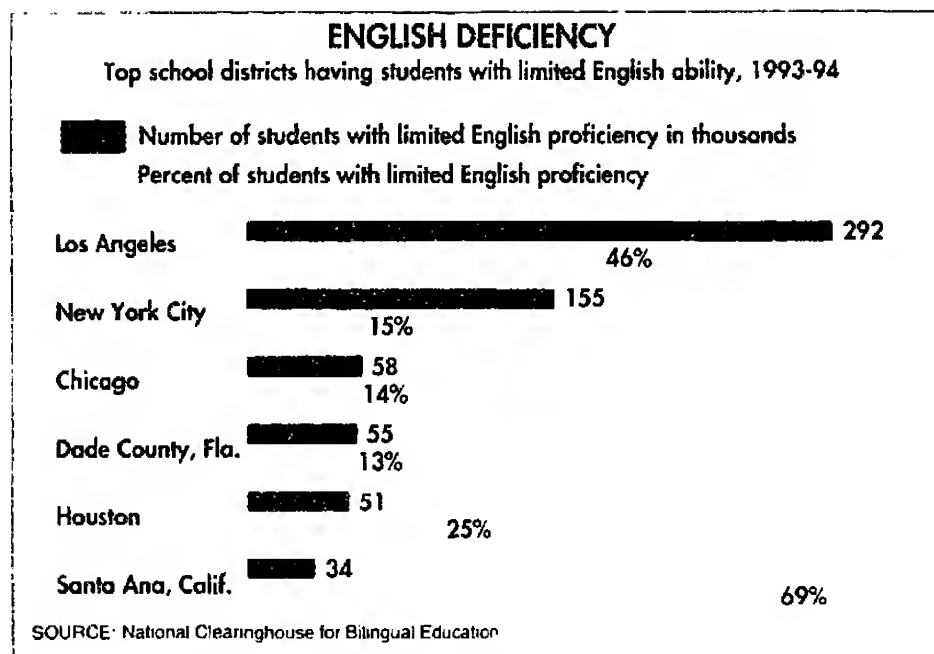 ENGLISH DEFICIENCY
Top school districts having students with limited English ability, 1993-94
Number of students with limited English proficiency in thousands
Percent of students with limited English proficiency
Los Angeles 292
46%
New York City 155
15%
Chicago 58
14%
Dade County, Fla. 55
13%
Houston 51
25%
Santa Ana, Calif. 34
69%
SOURCE: National Clearinghouse for Bilingual Education